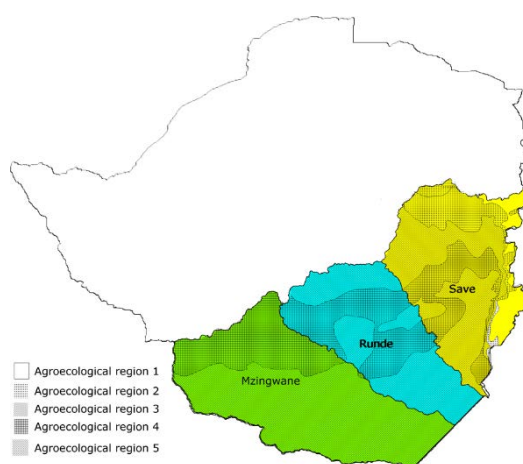 Save
Runde
Mzingwane
Agroecological region 1
Agroecological region 2
Agroecological region 3
Agroecological region 4
Agroecological region 5